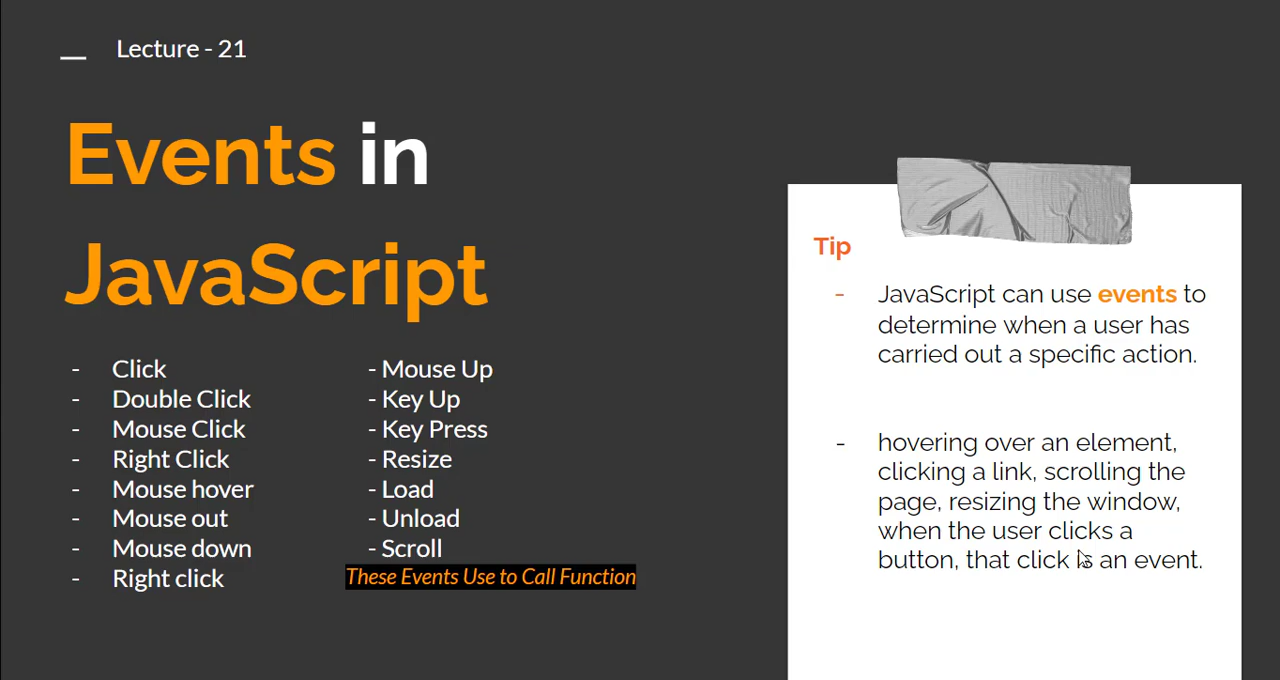 Lecture - 21
Events in
JavaScript
- Click
- Double Click
- Mouse Click
- Right Click
- Mouse hover
- Mouse out
- Mouse down
- Right click
- Mouse Up
- Key Up
- Key Press
- Resize
- Load
- Unload
- Scroll
These Events Use to Call Function
Tip
- JavaScript can use events to
determine when a user has
carried out a specific action.
- hovering over an element,
clicking a link, scrolling the
page, resizing the window,
when the user clicks a
button, that click is an event.